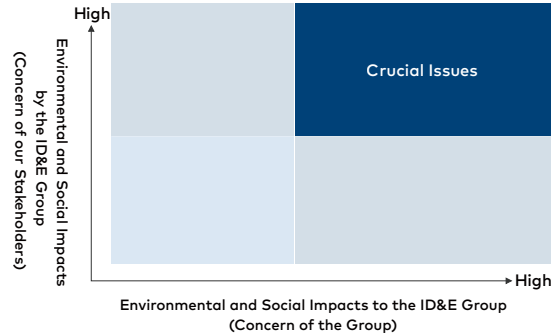 High
Crucial Issues
Environmental and Social Impacts
by the ID&E Group
(Concern of our Stakeholders)
High
Environmental and Social Impacts to the ID&E Group
(Concern of the Group)